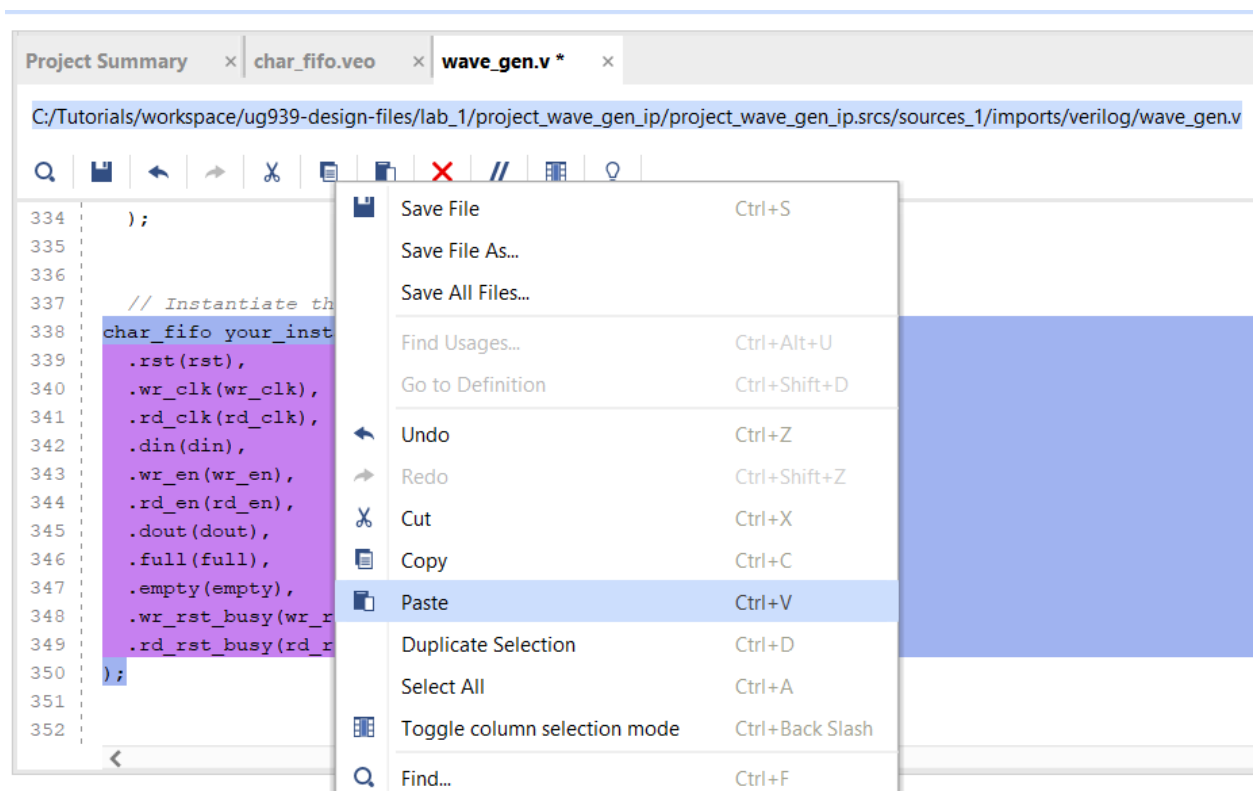 Project Summary × char_fifo.veo × wave_gen.v * ×
C:/Tutorials/workspace/ug939-design-files/lab_1/project_wave_gen_ip/project_wave_gen_ip.srcs/sources_1/imports/verilog/wave_gen.v
334 );
335
336
337 // Instantiate th
338 char_fifo your_inst
339 .rst(rst),
340 .wr_clk(wr_clk),
341 .rd_clk(rd_clk),
342 .din(din),
343 .wr_en(wr_en),
344 .rd_en(rd_en),
345 .dout(dout),
346 .full(full),
347 .empty(empty),
348 .wr_rst_busy(wr_r
349 .rd_rst_busy(rd_r
350 );
351
352
Save File Ctrl+S
Save File As...
Save All Files...
Find Usages... Ctrl+Alt+U
Go to Definition Ctrl+Shift+D
Undo Ctrl+Z
Redo Ctrl+Shift+Z
Cut Ctrl+X
Copy Ctrl+C
Paste Ctrl+V
Duplicate Selection Ctrl+D
Select All Ctrl+A
Toggle column selection mode Ctrl+Back Slash
Find... Ctrl+F